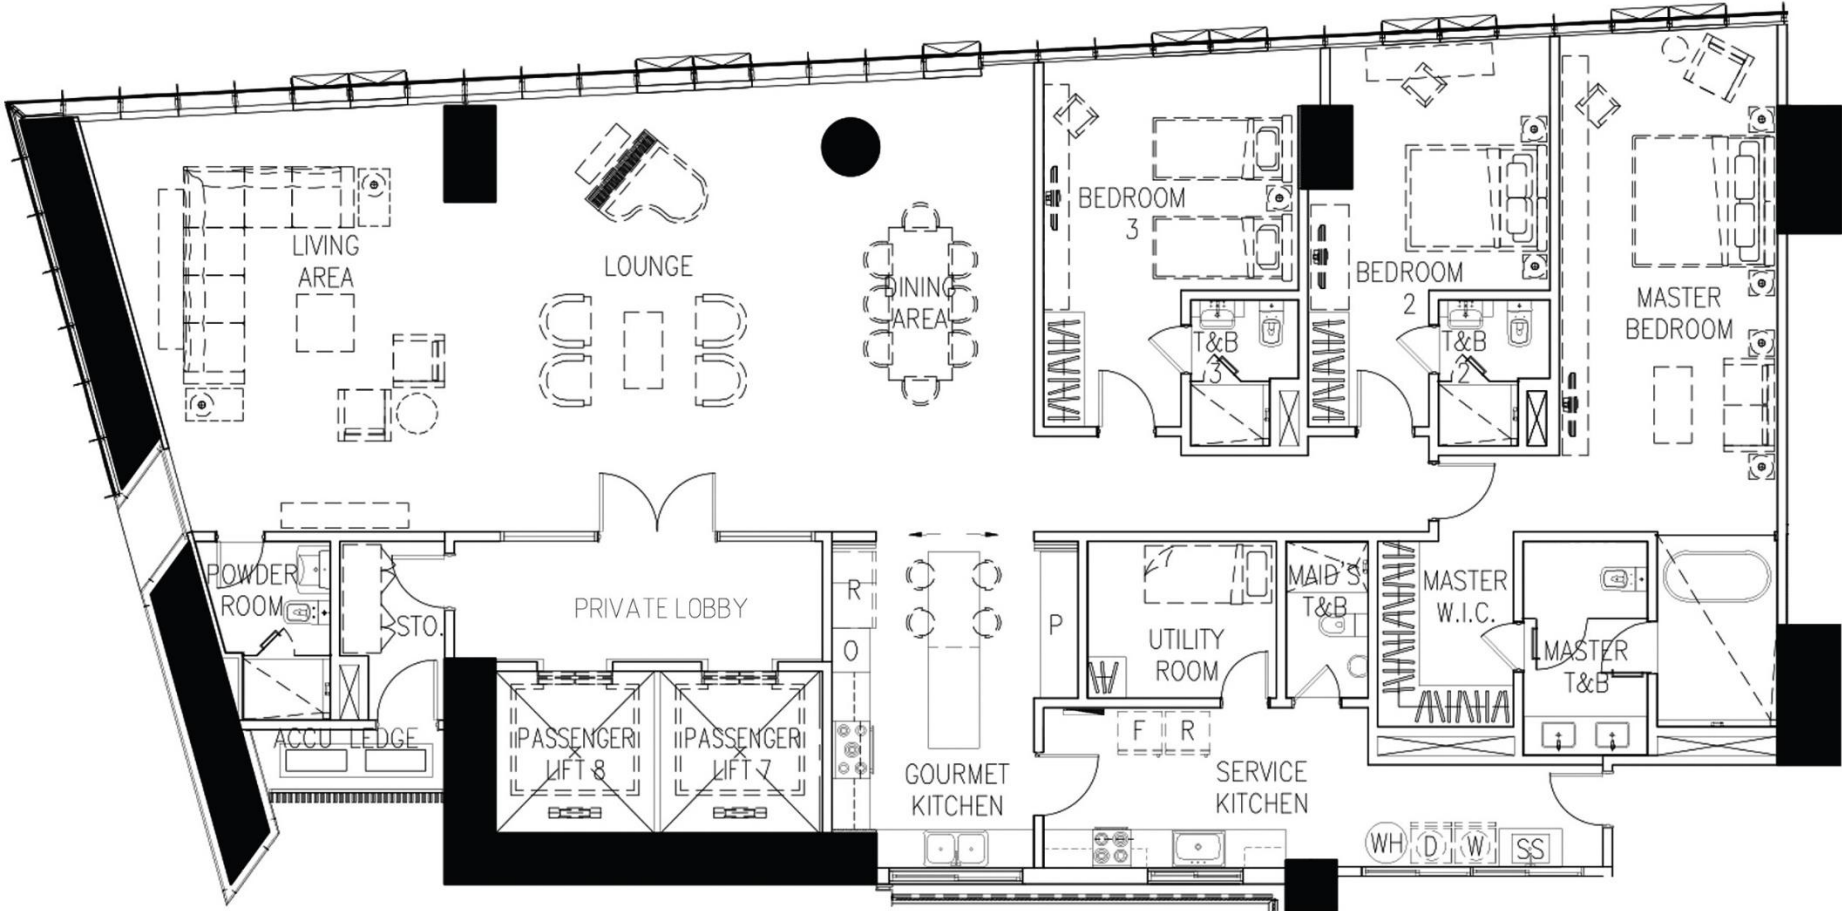 LIVING
AREA
LOUNGE
DINING
AREA
BEDROOM
3
T&B
3
BEDROOM
2
T&B
2
MASTER
BEDROOM
POWDER
ROOM
STO.
PRIVATE LOBBY
R
O
P
UTILITY
ROOM
MAID'S
T&B
MASTER
W.I.C.
MASTER
T&B
ACCU LEDGE
PASSENGER
LIFT 8
PASSENGER
LIFT 7
GOURMET
KITCHEN
F
R
SERVICE
KITCHEN
WH
D
W
SS